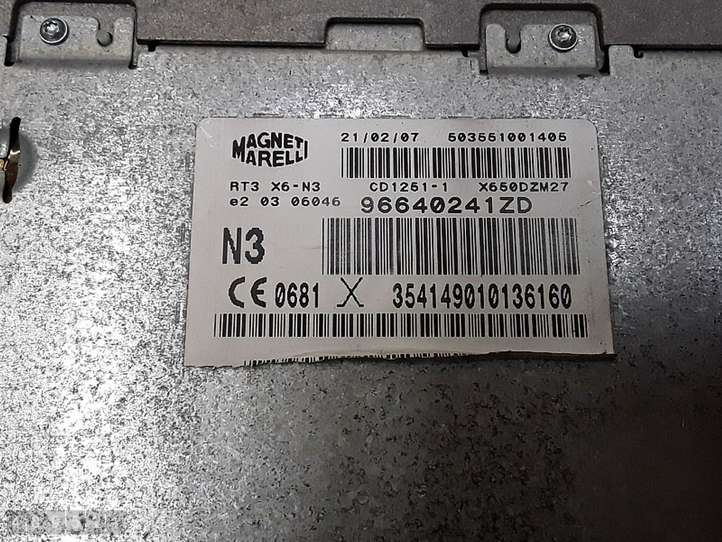 MAGNETI MARELLI
21/02/07 503551001405
RT3 X6-N3 CD1251-1 X650DZM27
e2 03 06046 96640241ZD
N3
CE 0681 354149010136160